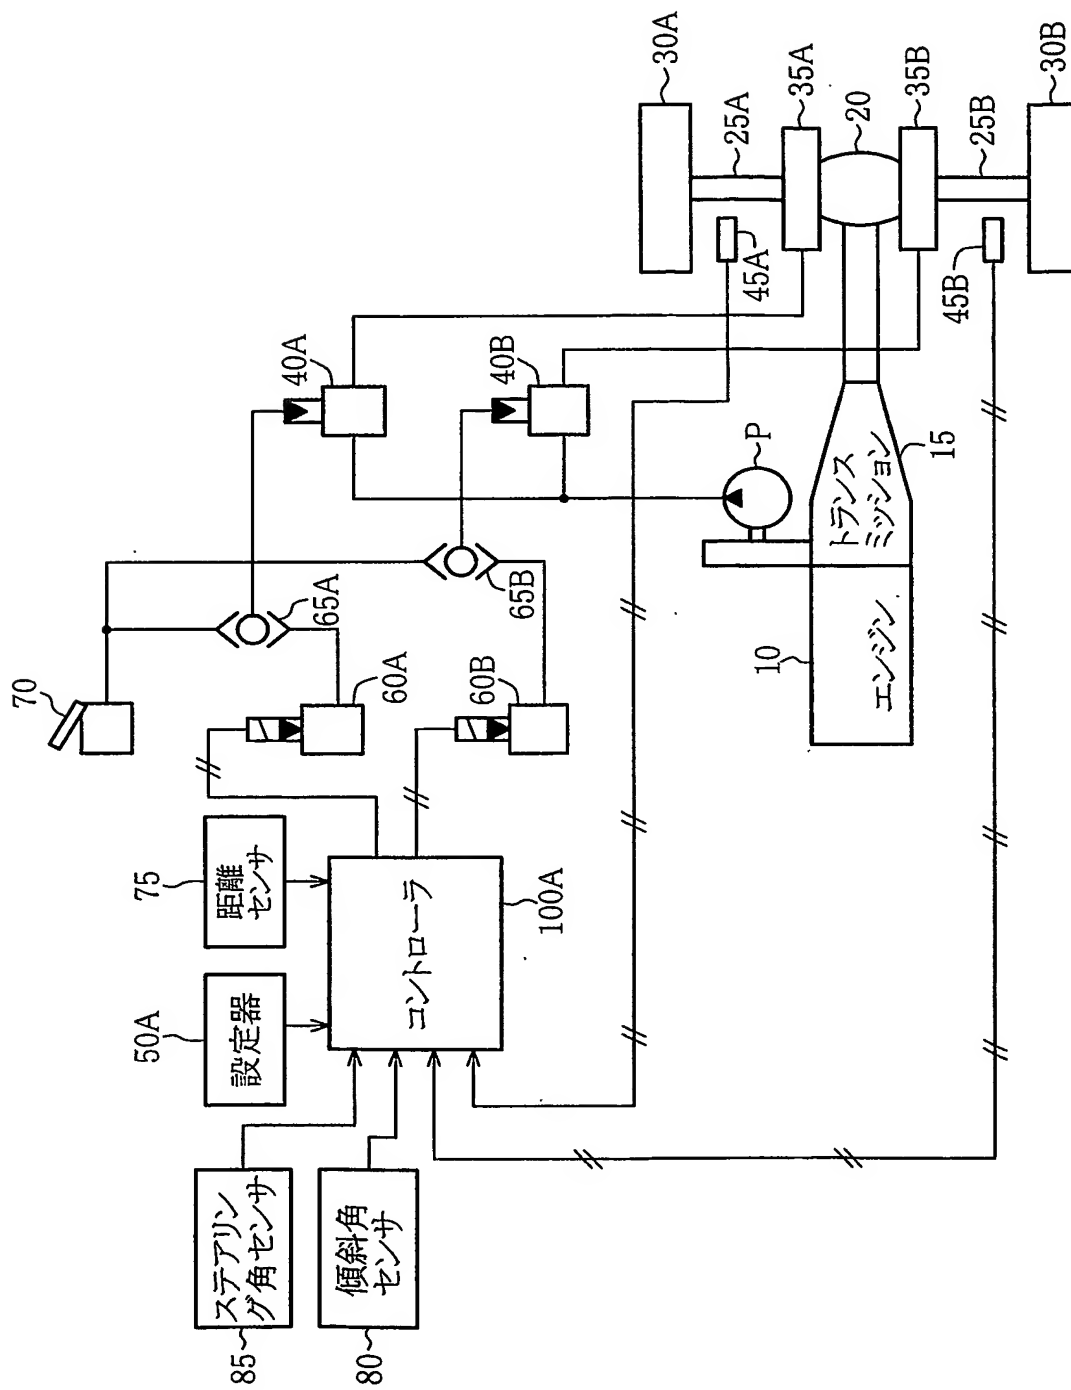 ステアリン
グ角センサ
85
傾斜角
センサ
80
設定器
50A
距離
センサ
75
コントローラ
100A
70
65A
60A
60B
65B
40A
40B
P
エンジン
10
トランス
ミッション
15
30A
25A
35A
45A
20
35B
25B
45B
30B